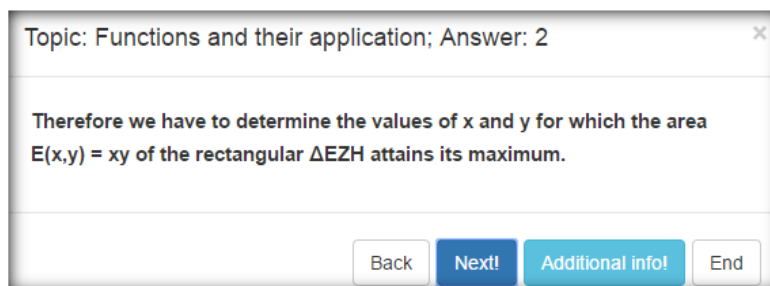 Topic: Functions and their application; Answer: 2 ×
Therefore we have to determine the values of x and y for which the area
E(x,y) = xy of the rectangular ΔEZH attains its maximum.
Back Next! Additional info! End